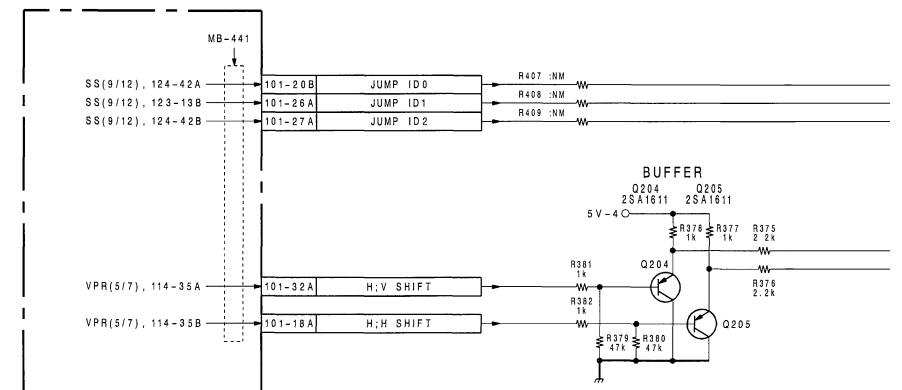 MB-441
SS(9/12), 124-42A 101-20B JUMP ID0 R407 :NM
SS(9/12), 123-13B 101-26A JUMP ID1 R408 :NM
SS(9/12), 124-42B 101-27A JUMP ID2 R409 :NM
BUFFER
Q204 Q205
2SA1611 2SA1611
5V-4
R378 R377 R375
1k 1k 2 2k
R376
2.2k
R381
1k
Q204
VPR(5/7), 114-35A 101-32A H;V SHIFT
R382
1k
VPR(5/7), 114-35B 101-18A H;H SHIFT
Q205
R379 R380
47k 47k